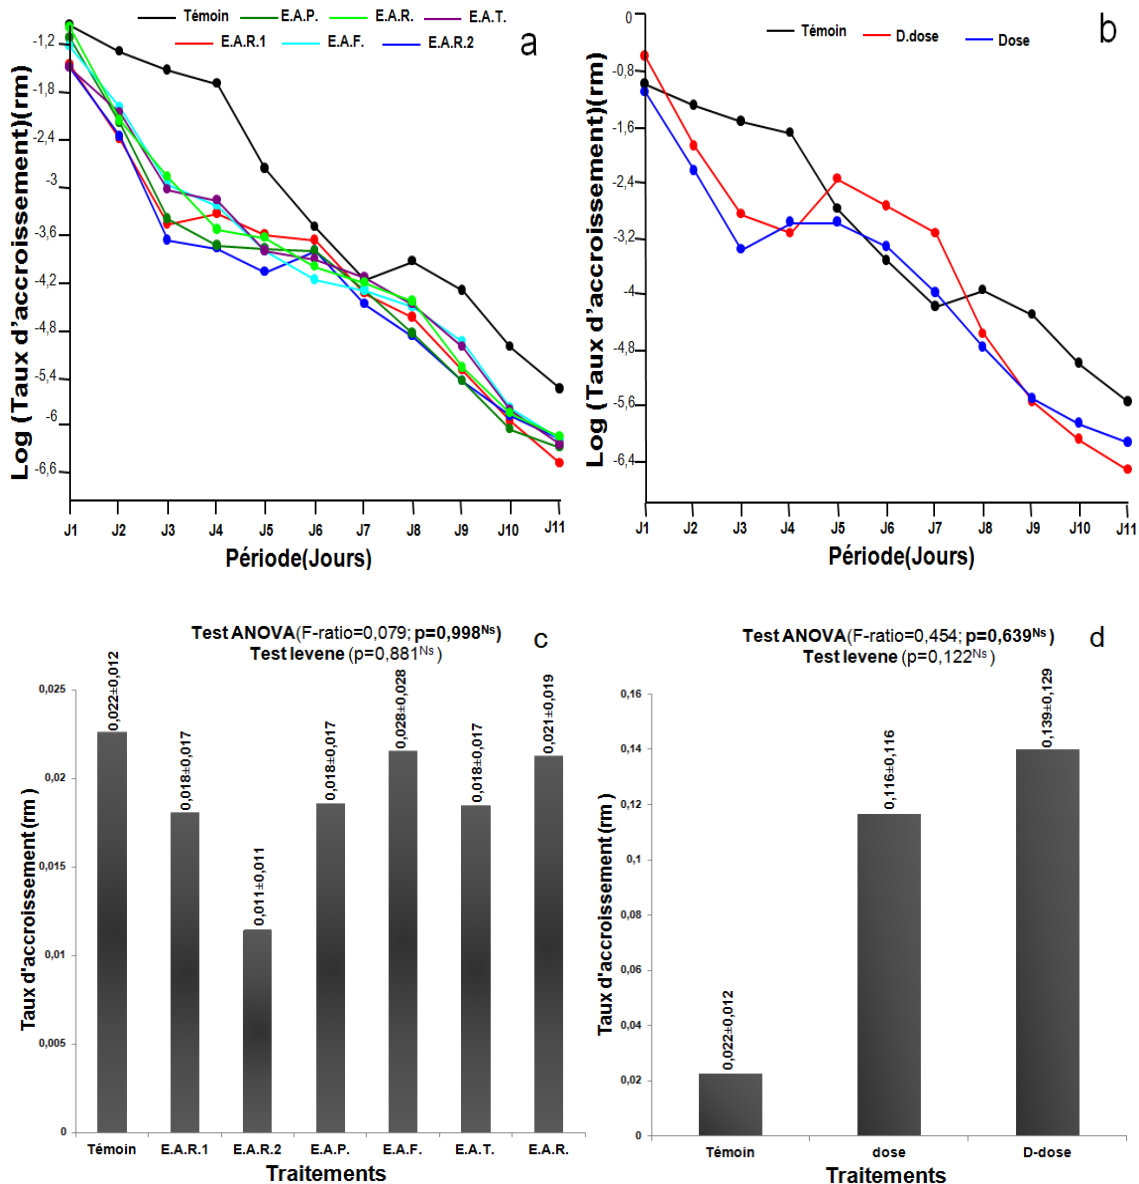 Témoin E.A.P. E.A.R. E.A.T.
E.A.R.1 E.A.F. E.A.R.2
a
Log (Taux d'accroissement)(rm)
-1,2
-1,8
-2,4
-3
-3,6
-4,2
-4,8
-5,4
-6
-6,6
J1 J2 J3 J4 J5 J6 J7 J8 J9 J10 J11
Période(Jours)
Témoin D.dose Dose
b
Log (Taux d'accroissement)(rm)
0
-0,8
-1,6
-2,4
-3,2
-4
-4,8
-5,6
-6,4
J1 J2 J3 J4 J5 J6 J7 J8 J9 J10 J11
Période(Jours)
Test ANOVA(F-ratio=0,079; p=0,998Ns)
Test levene (p=0,881Ns)
c
Taux d'accroissement (rm )
0,025
0,02
0,015
0,01
0,005
0
0,022±0,012
0,018±0,017
0,011±0,011
0,018±0,017
0,028±0,028
0,018±0,017
0,021±0,019
Témoin E.A.R.1 E.A.R.2 E.A.P. E.A.F. E.A.T. E.A.R.
Traitements
Test ANOVA(F-ratio=0,454; p=0,639Ns)
Test levene (p=0,122Ns)
d
Taux d'accroissement (rm )
0,16
0,14
0,12
0,1
0,08
0,06
0,04
0,02
0
0,022±0,012
0,116±0,116
0,139±0,129
Témoin dose D-dose
Traitements